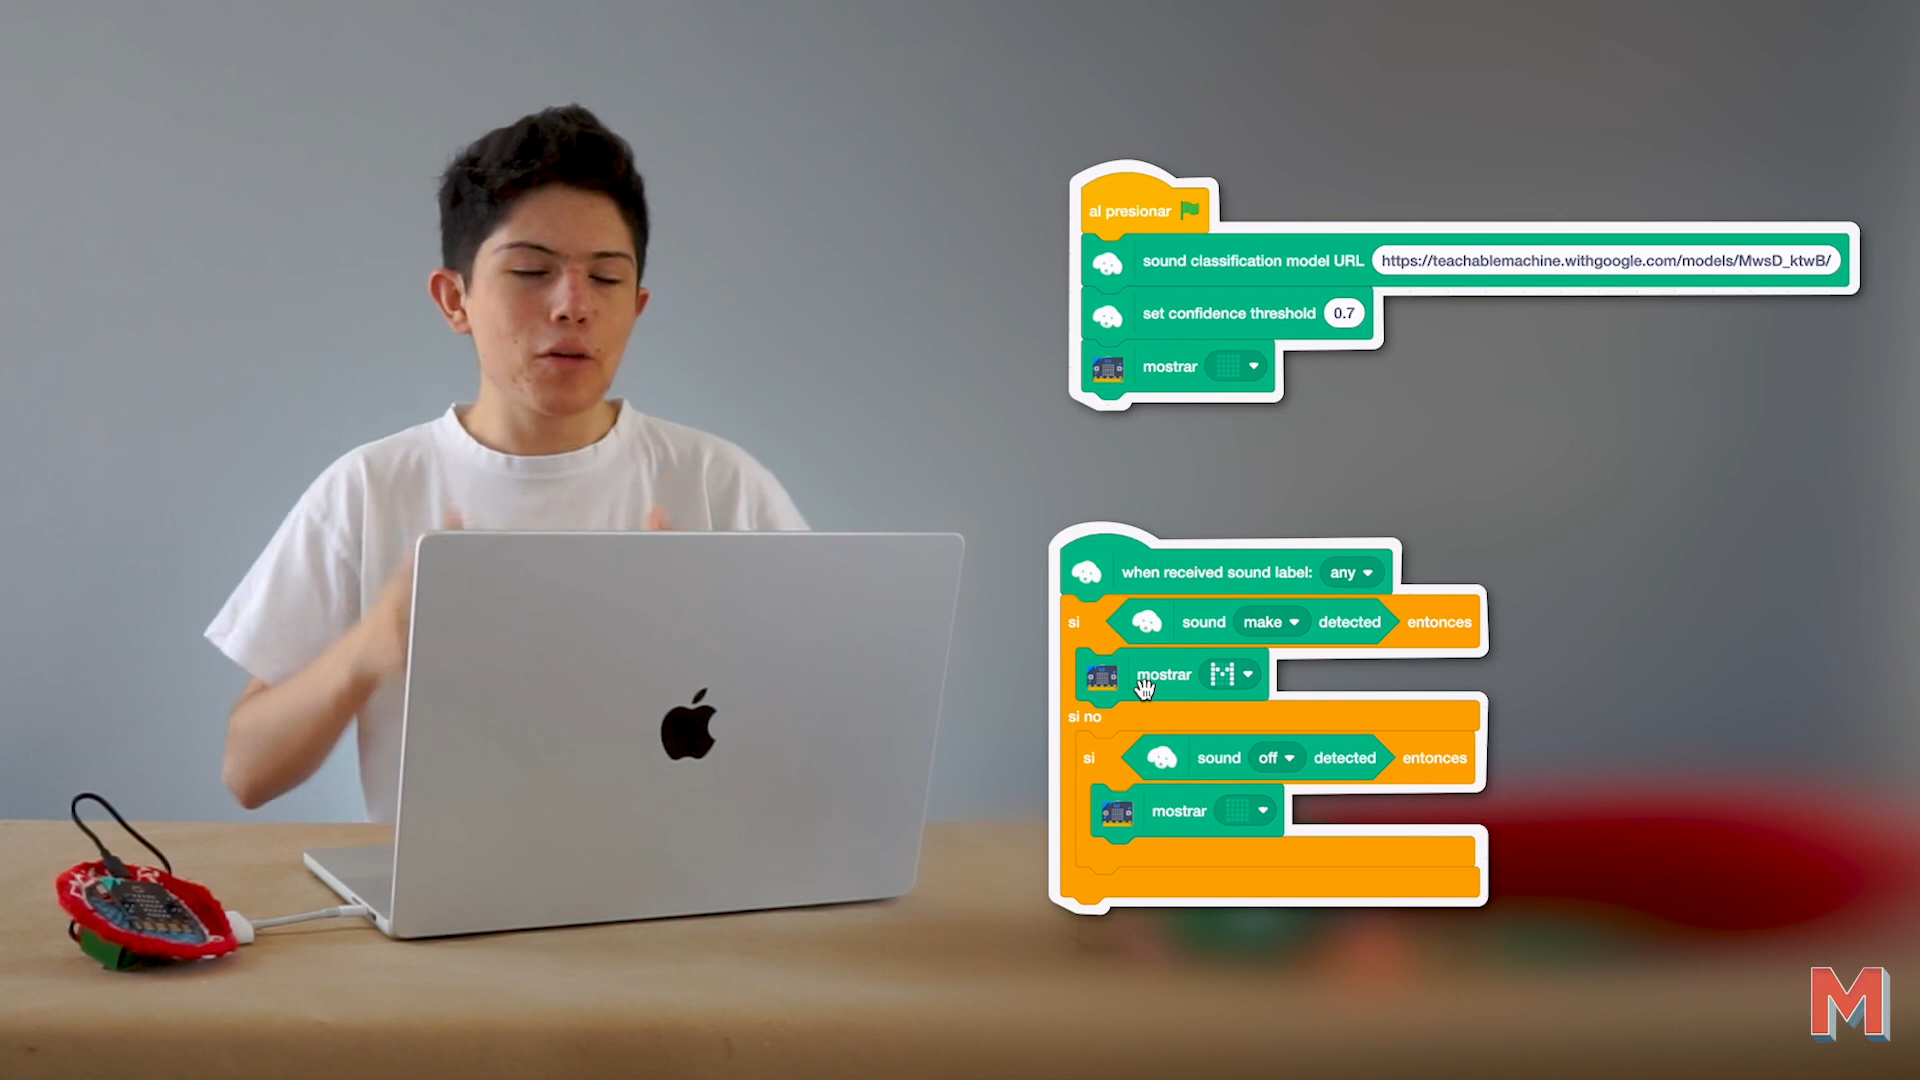 al presionar
sound classification model URL https://teachablemachine.withgoogle.com/models/MwsD_ktwB/
set confidence threshold 0.7
mostrar
when received sound label: any
si sound make detected entonces
mostrar M
si no
si sound off detected entonces
mostrar
M